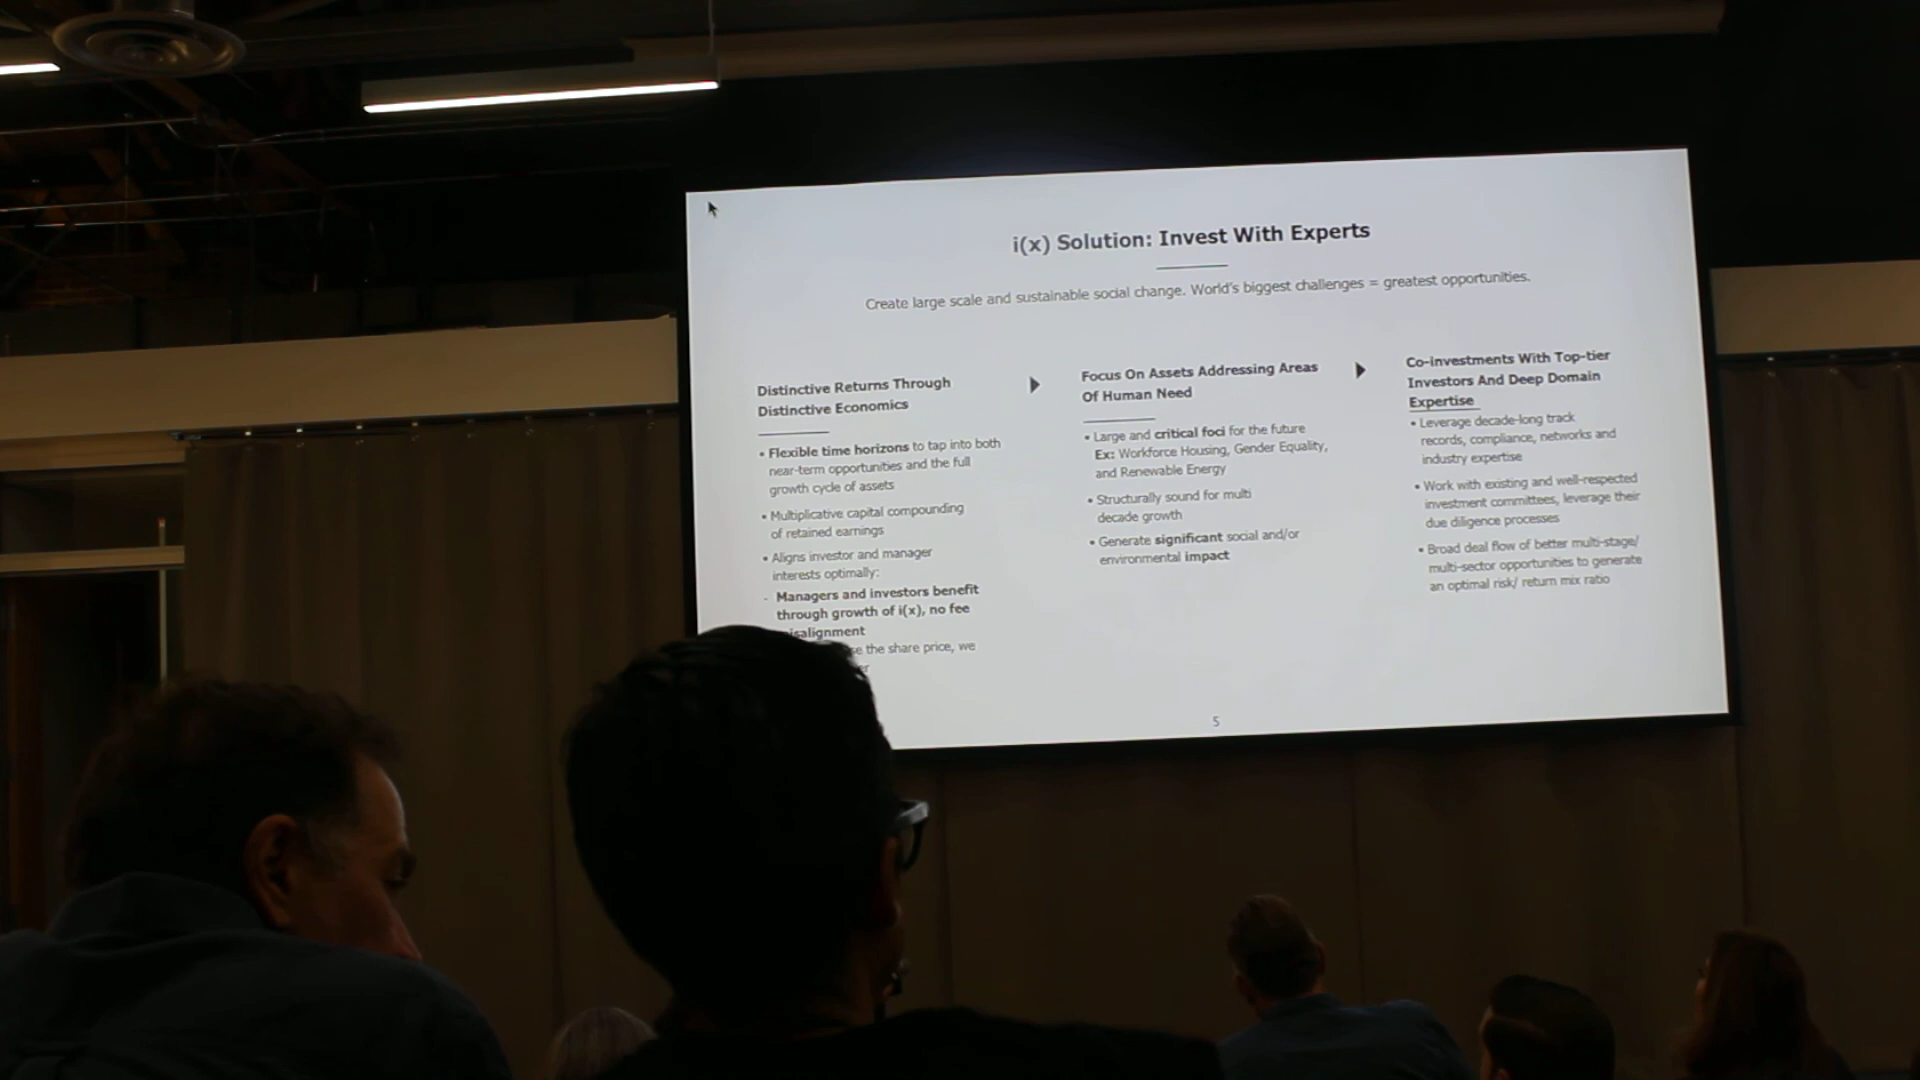 i(x) Solution: Invest With Experts
Create large scale and sustainable social change. World's biggest challenges = greatest opportunities.
Distinctive Returns Through
Distinctive Economics
• Flexible time horizons to tap into both
near-term opportunities and the full
growth cycle of assets
• Multiplicative capital compounding
of retained earnings
• Aligns investor and manager
interests optimally:
- Managers and investors benefit
through growth of i(x), no fee
misalignment
the share price, we
Focus On Assets Addressing Areas
Of Human Need
• Large and critical foci for the future
Ex: Workforce Housing, Gender Equality,
and Renewable Energy
• Structurally sound for multi
decade growth
• Generate significant social and/or
environmental impact
Co-investments With Top-tier
Investors And Deep Domain
Expertise
• Leverage decade-long track
records, compliance, networks and
industry expertise
• Work with existing and well-respected
investment committees, leverage their
due diligence processes
• Broad deal flow of better multi-stage/
multi-sector opportunities to generate
an optimal risk/ return mix ratio
5